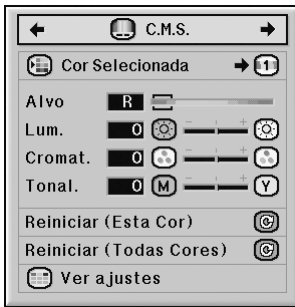 C.M.S.
Cor Selecionada 1
Alvo R
Lum. 0
Cromat. 0
Tonal. 0 M Y
Reiniciar (Esta Cor)
Reiniciar (Todas Cores)
Ver ajustes